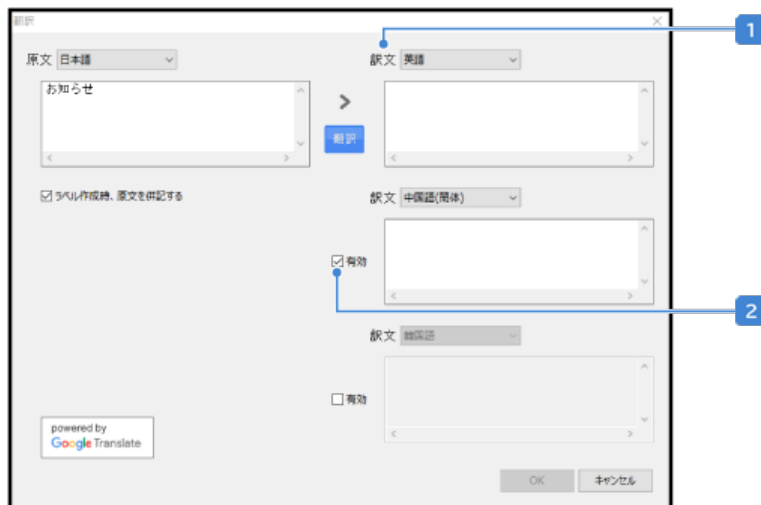 翻訳
1
原文 日本語
訳文 英語
お知らせ
翻訳
ラベル作成時、原文を併記する
訳文 中国語(簡体)
有効
2
訳文 韓国語
有効
powered by
Google Translate
OK キャンセル